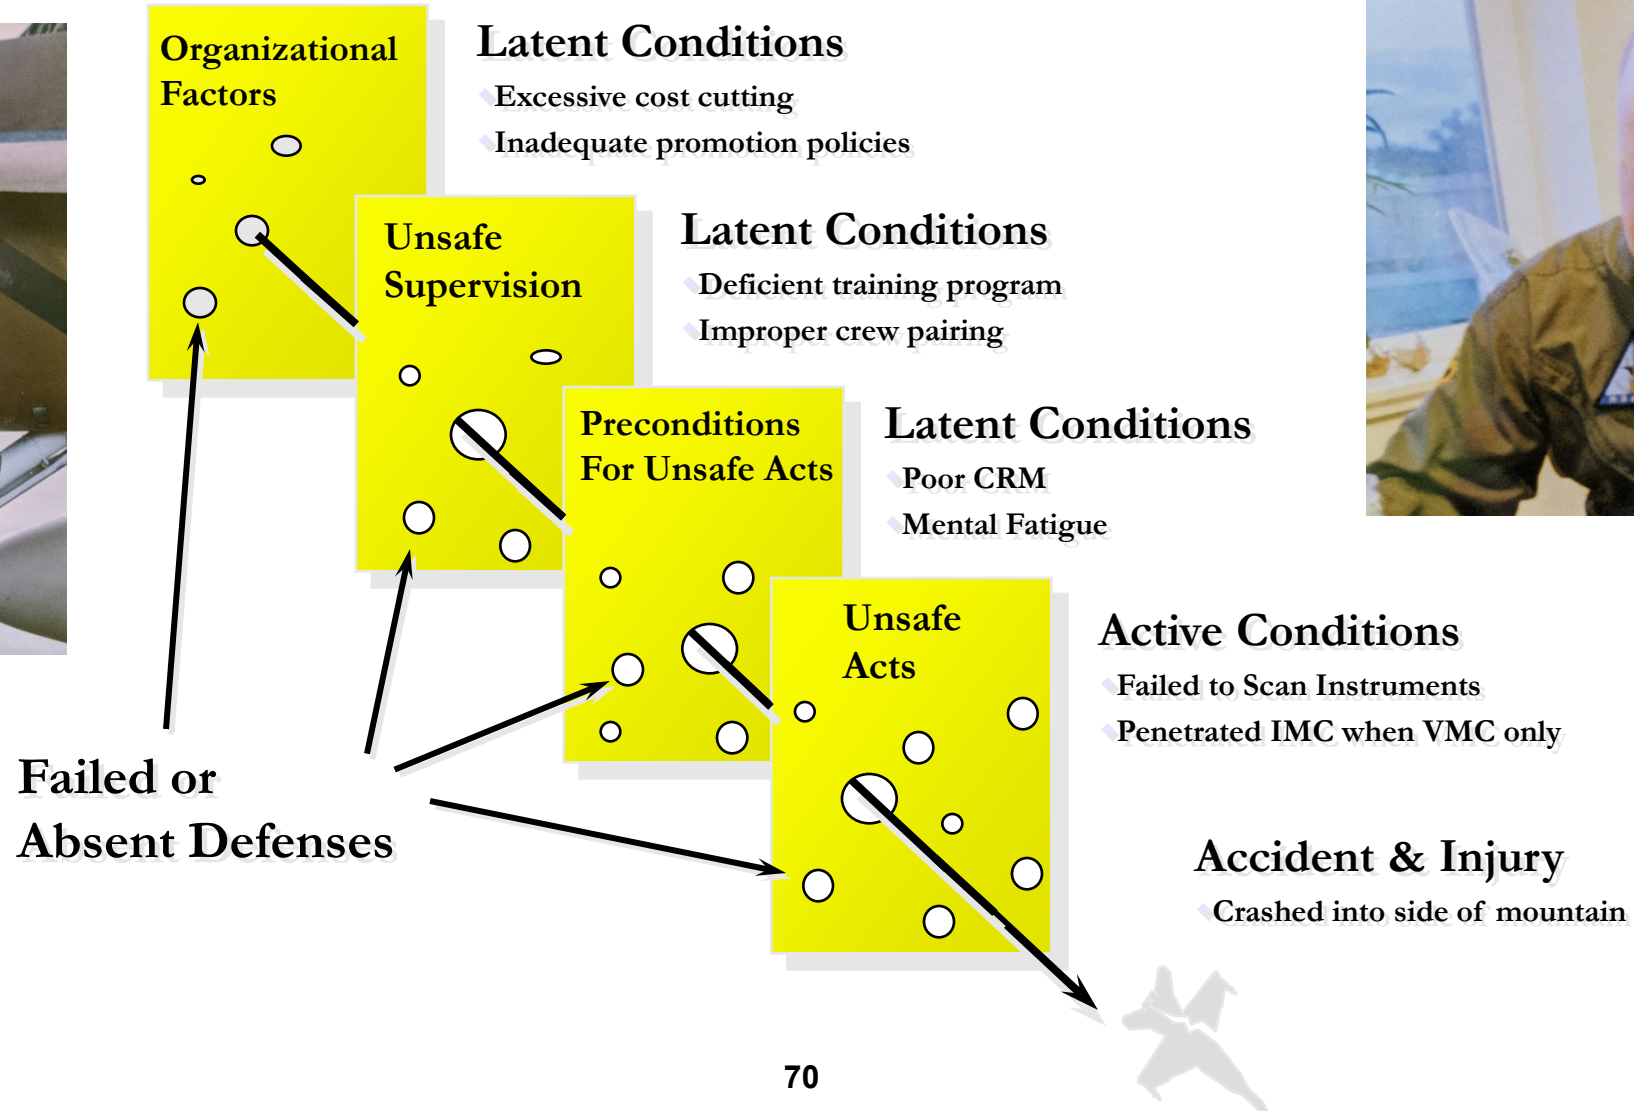 Organizational
Factors
Latent Conditions
Excessive cost cutting
Inadequate promotion policies
Unsafe
Supervision
Latent Conditions
Deficient training program
Improper crew pairing
Preconditions
For Unsafe Acts
Latent Conditions
Poor CRM
Mental Fatigue
Unsafe
Acts
Active Conditions
Failed to Scan Instruments
Penetrated IMC when VMC only
Failed or
Absent Defenses
Accident & Injury
Crashed into side of mountain
70